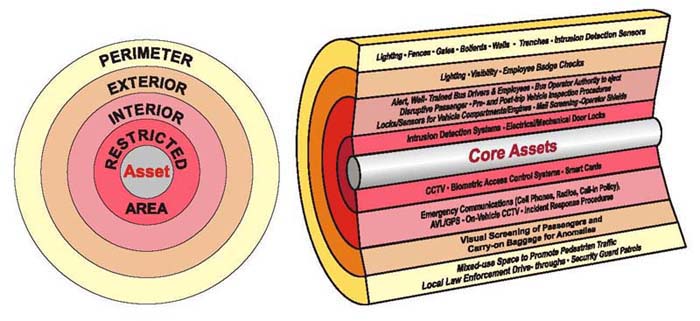 PERIMETER
EXTERIOR
INTERIOR
RESTRICTED
Asset
AREA
Lighting - Fences - Gates - Bollards - Walls - Trenches - Intrusion Detection Sensors
Lighting - Visibility - Employee Badge Checks
Alert, Well- Trained Bus Drivers & Employees - Bus Operator Authority to eject
Disruptive Passenger - Pre- and Post-trip Vehicle Inspection Procedures
Locks/Sensors for Vehicle Compartments/Engines - Mail Screening -Operator Shields
Intrusion Detection Systems - Electrical/Mechanical Door Locks
Core Assets
CCTV - Biometric Access Control Systems - Smart Cards
Emergency Communications (Cell Phones, Radios, Call-in Policy).
AVL/GPS - On-Vehicle CCTV - Incident Response Procedures
Visual Screening of Passengers and
Carry-on Baggage for Anomalies
Mixed-use Space to Promote Pedestrian Traffic
Local Law Enforcement Drive- throughs - Security Guard Patrols